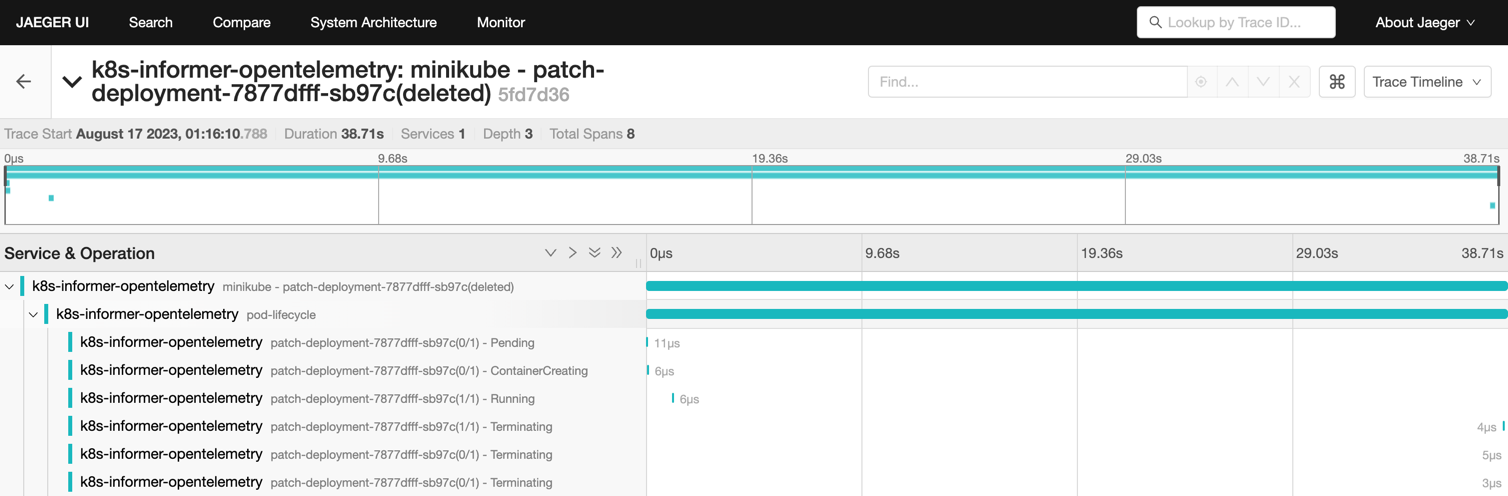 JAEGER UI Search Compare System Architecture Monitor Lookup by Trace ID... About Jaeger
k8s-informer-opentelemetry: minikube - patch-
deployment-7877dfff-sb97c(deleted) 5fd7d36
Find... Trace Timeline
Trace Start August 17 2023, 01:16:10.788 Duration 38.71s Services 1 Depth 3 Total Spans 8
0μs 9.68s 19.36s 29.03s 38.71s
Service & Operation 0μs 9.68s 19.36s 29.03s 38.71s
k8s-informer-opentelemetry minikube - patch-deployment-7877dfff-sb97c(deleted)
k8s-informer-opentelemetry pod-lifecycle
k8s-informer-opentelemetry patch-deployment-7877dfff-sb97c(0/1) - Pending 11μs
k8s-informer-opentelemetry patch-deployment-7877dfff-sb97c(0/1) - ContainerCreating 6μs
k8s-informer-opentelemetry patch-deployment-7877dfff-sb97c(1/1) - Running 6μs
k8s-informer-opentelemetry patch-deployment-7877dfff-sb97c(1/1) - Terminating 4μs
k8s-informer-opentelemetry patch-deployment-7877dfff-sb97c(1/1) - Terminating 5μs
k8s-informer-opentelemetry patch-deployment-7877dfff-sb97c(1/1) - Terminating 3μs